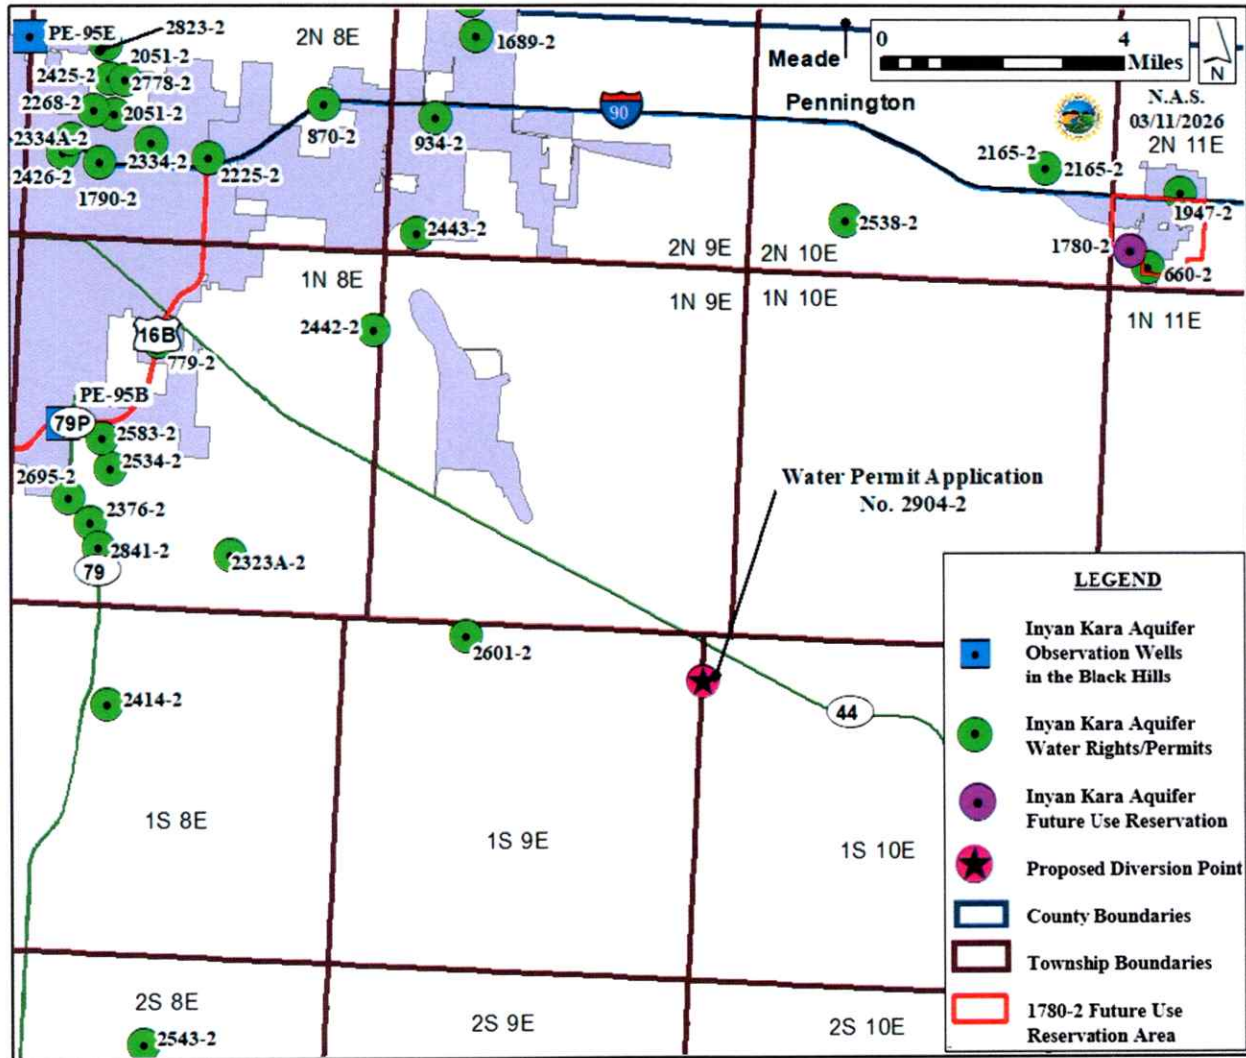 PE-95E
2823-2
2051-2
2425-2
2778-2
2268-2
2051-2
2334A-2
2334-2
2426-2
1790-2
2225-2
2N 8E
870-2
1689-2
934-2
90
Meade
Pennington
0
4
Miles
N
N.A.S.
03/11/2026
2N 11E
2165-2
2165-2
1947-2
1780-2
660-2
2443-2
2538-2
2N 9E
2N 10E
1N 8E
1N 9E
1N 10E
1N 11E
2442-2
16B
779-2
PE-95B
79P
2583-2
2534-2
2695-2
2376-2
2841-2
79
2323A-2
Water Permit Application
No. 2904-2
2601-2
2414-2
44
1S 8E
1S 9E
1S 10E
2S 8E
2S 9E
2S 10E
2543-2
LEGEND
Inyan Kara Aquifer
Observation Wells
in the Black Hills
Inyan Kara Aquifer
Water Rights/Permits
Inyan Kara Aquifer
Future Use Reservation
Proposed Diversion Point
County Boundaries
Township Boundaries
1780-2 Future Use
Reservation Area